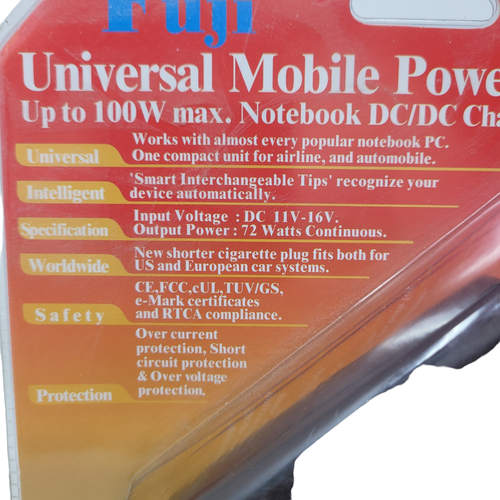 Fuji
Universal Mobile Powe
Up to 100W max. Notebook DC/DC Cha
Universal
Works with almost every popular notebook PC.
One compact unit for airline, and automobile.
Intelligent
'Smart Interchangeable Tips' recognize your
device automatically.
Specification
Input Voltage : DC 11V-16V.
Output Power : 72 Watts Continuous.
Worldwide
New shorter cigarette plug fits both for
US and European car systems.
Safety
CE,FCC,cUL,TUV/GS,
e-Mark certificates
and RTCA compliance.
Protection
Over current
protection, Short
circuit protection
& Over voltage
protection.